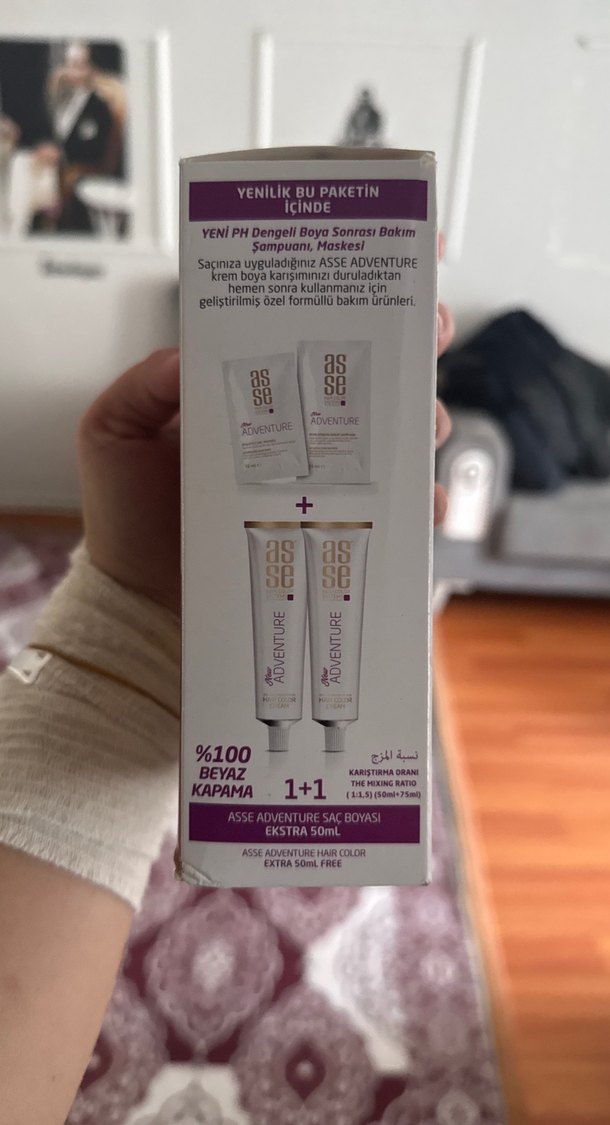 YENİLİK BU PAKETİN
İÇİNDE
YENİ PH Dengeli Boya Sonrası Bakım
Şampuanı, Maskesi
Saçınıza uyguladığınız ASSE ADVENTURE
krem boya karışımınızı duruladıktan
hemen sonra kullanmanız için
geliştirilmiş özel formüllü bakım ürünleri.
as
se
New
ADVENTURE
as
se
New
ADVENTURE
+
as
se
New ADVENTURE
HAIR COLOR
CREAM
as
se
New ADVENTURE
HAIR COLOR
CREAM
%100
BEYAZ
KAPAMA
1+1
نسبة المزج
KARIŞTIRMA ORANI
THE MIXING RATIO
( 1:1,5) (50ml+75ml)
ASSE ADVENTURE SAÇ BOYASI
EKSTRA 50mL
ASSE ADVENTURE HAIR COLOR
EXTRA 50mL FREE